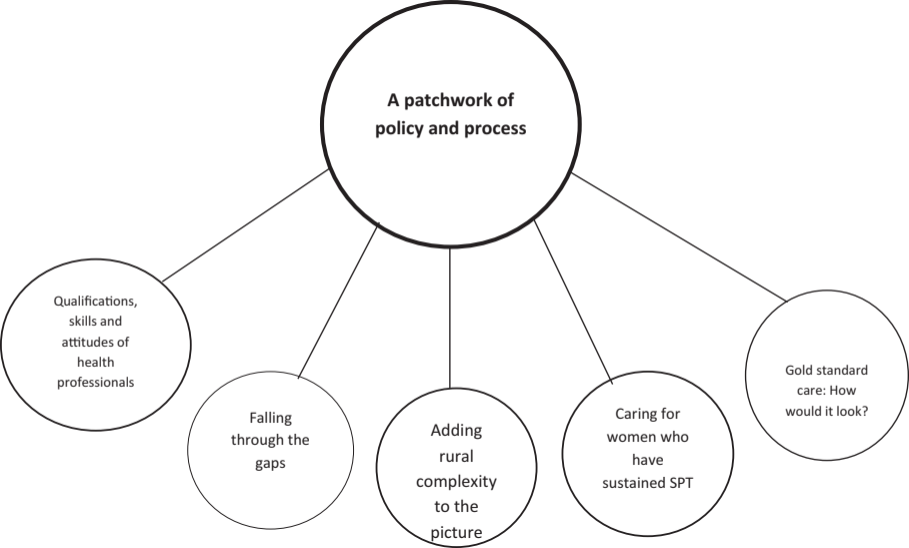 A patchwork of
policy and process
Qualifications,
skills and
attitudes of
health
professionals
Falling
through the
gaps
Adding
rural
complexity
to the
picture
Caring for
women who
have
sustained SPT
Gold standard
care: How
would it look?